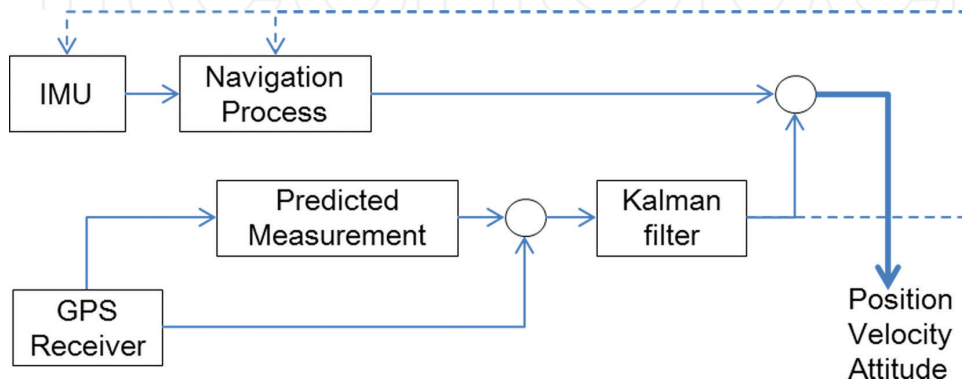 IMU
Navigation
Process
Predicted
Measurement
Kalman
filter
GPS
Receiver
Position
Velocity
Attitude